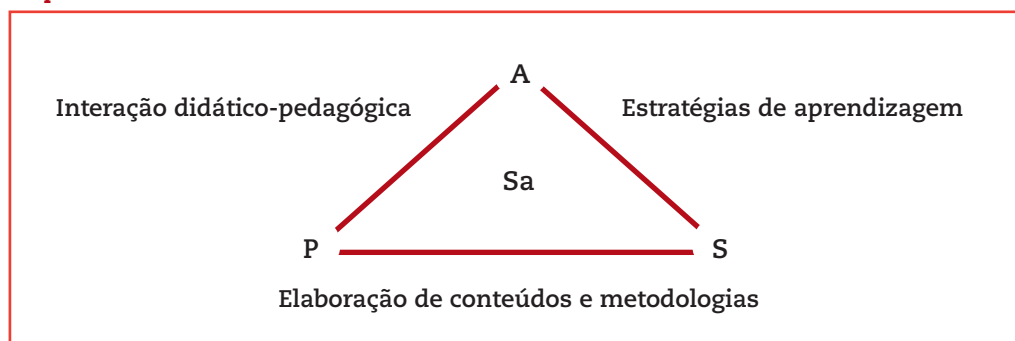 A
Interação didático-pedagógica
Estratégias de aprendizagem
Sa
P
S
Elaboração de conteúdos e metodologias